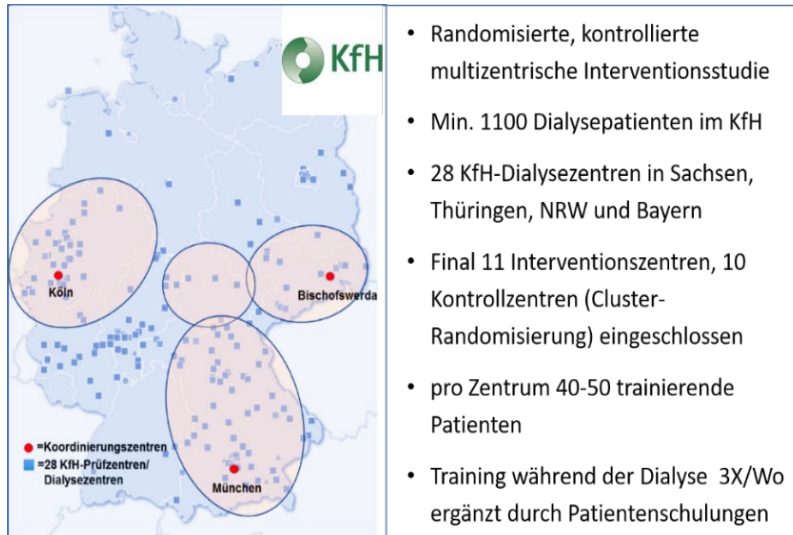 KfH
Köln
Bischofswerda
München
=Koordinierungszentren
=28 KfH-Prüfzentren/
Dialysezentren
• Randomisierte, kontrollierte
multizentrische Interventionsstudie
• Min. 1100 Dialysepatienten im KfH
• 28 KfH-Dialysezentren in Sachsen,
Thüringen, NRW und Bayern
• Final 11 Interventionszentren, 10
Kontrollzentren (Cluster-
Randomisierung) eingeschlossen
• pro Zentrum 40-50 trainierende
Patienten
• Training während der Dialyse 3X/Wo
ergänzt durch Patientenschulungen